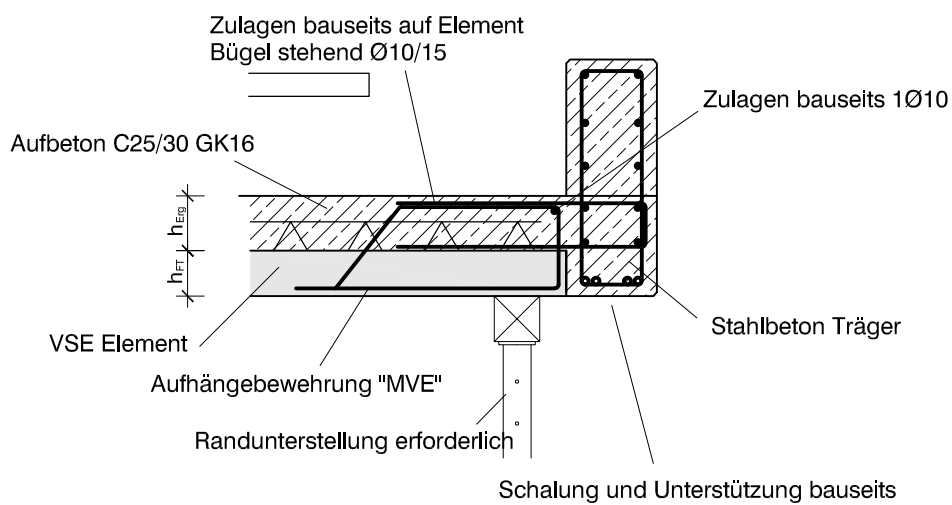 Zulagen bauseits auf Element
Bügel stehend Ø10/15
Zulagen bauseits 1Ø10
Aufbeton C25/30 GK16
hErg
hFT
VSE Element
Stahlbeton Träger
Aufhängebewehrung "MVE"
Randunterstellung erforderlich
Schalung und Unterstützung bauseits